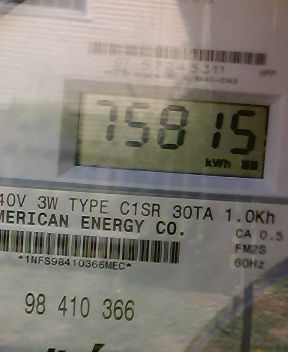 75815
kWh
40V 3W TYPE C1SR 30TA 1.0Kh
MERICAN ENERGY CO.
CA 0.5
FM2S
60Hz
*1NFS98410366MEC*
98 410 366